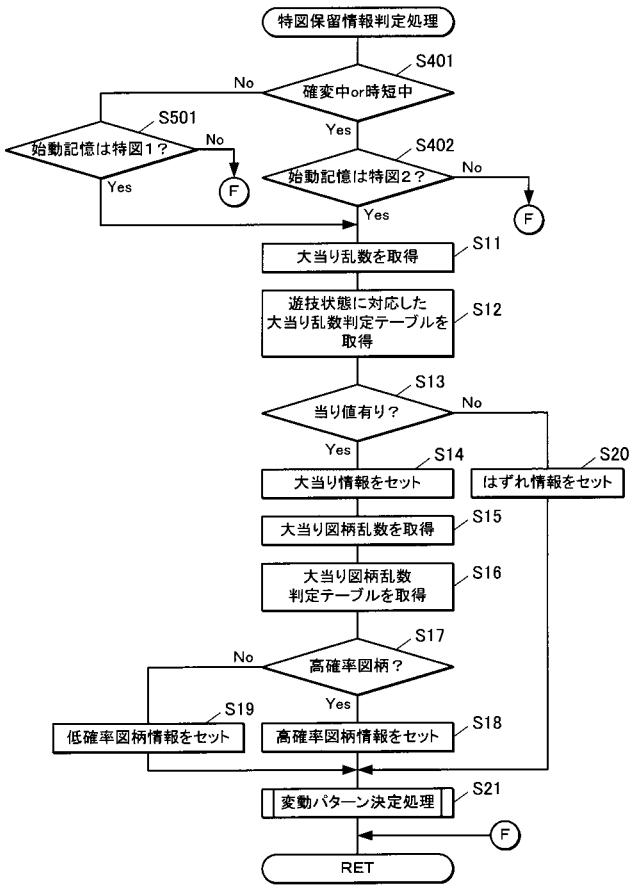 特図保留情報判定処理
S401
確変中or時短中
No
Yes
S501
始動記憶は特図1？
No
Yes
F
S402
始動記憶は特図2？
No
Yes
F
S11
大当り乱数を取得
S12
遊技状態に対応した
大当り乱数判定テーブルを
取得
S13
当り値有り？
No
Yes
S14
大当り情報をセット
S20
はずれ情報をセット
S15
大当り図柄乱数を取得
S16
大当り図柄乱数
判定テーブルを取得
S17
高確率図柄？
No
Yes
S19
低確率図柄情報をセット
S18
高確率図柄情報をセット
S21
変動パターン決定処理
F
RET